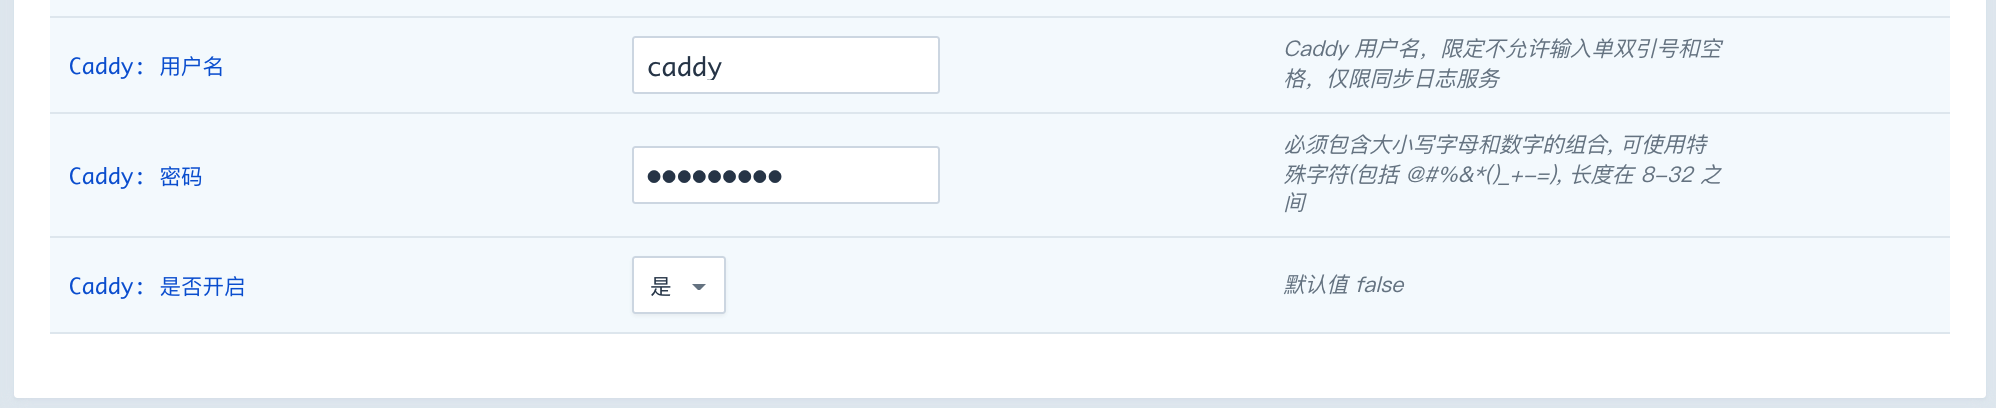 Caddy: 用户名
caddy
Caddy 用户名，限定不允许输入单双引号和空
格，仅限同步日志服务
Caddy: 密码
●●●●●●●●●
必须包含大小写字母和数字的组合, 可使用特
殊字符(包括 @#%&*()_+-=), 长度在 8-32 之
间
Caddy: 是否开启
是
默认值 false